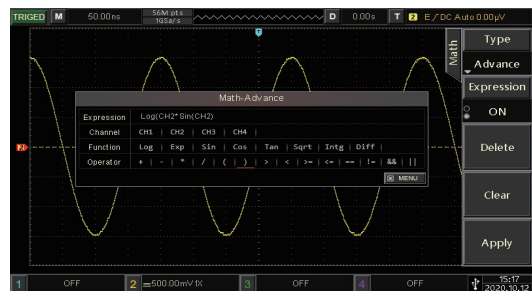 TRIGED M 50.00ns 56M pts 1GSa/s D 0.00s T 2 E DC Auto 0.00μV
T
Math
Type
Advance
Expression
ON
Delete
Clear
Apply
Math-Advance
Expression Log(CH2*Sin(CH2)
Channel CH1 | CH2 | CH3 | CH4 |
Function Log | Exp | Sin | Cos | Tan | Sqrt | Intg | Diff |
Operator + | - | * | / | ( | ) | > | < | >= | <= | == | != | && | ||
MENU
1 OFF 2 500.00mV 1X 3 OFF 4 OFF
15:17
2020.10.12